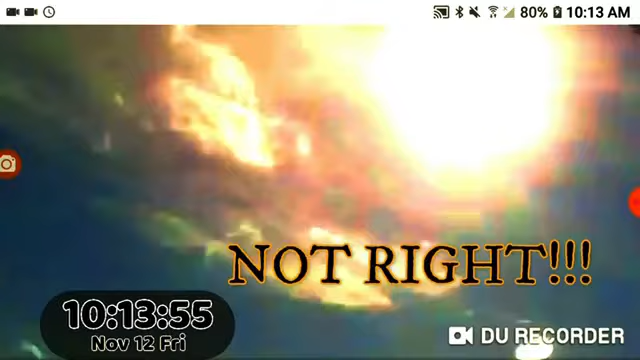 80% 10:13 AM
NOT RIGHT!!!
10:13:55
Nov 12 Fri
DU RECORDER